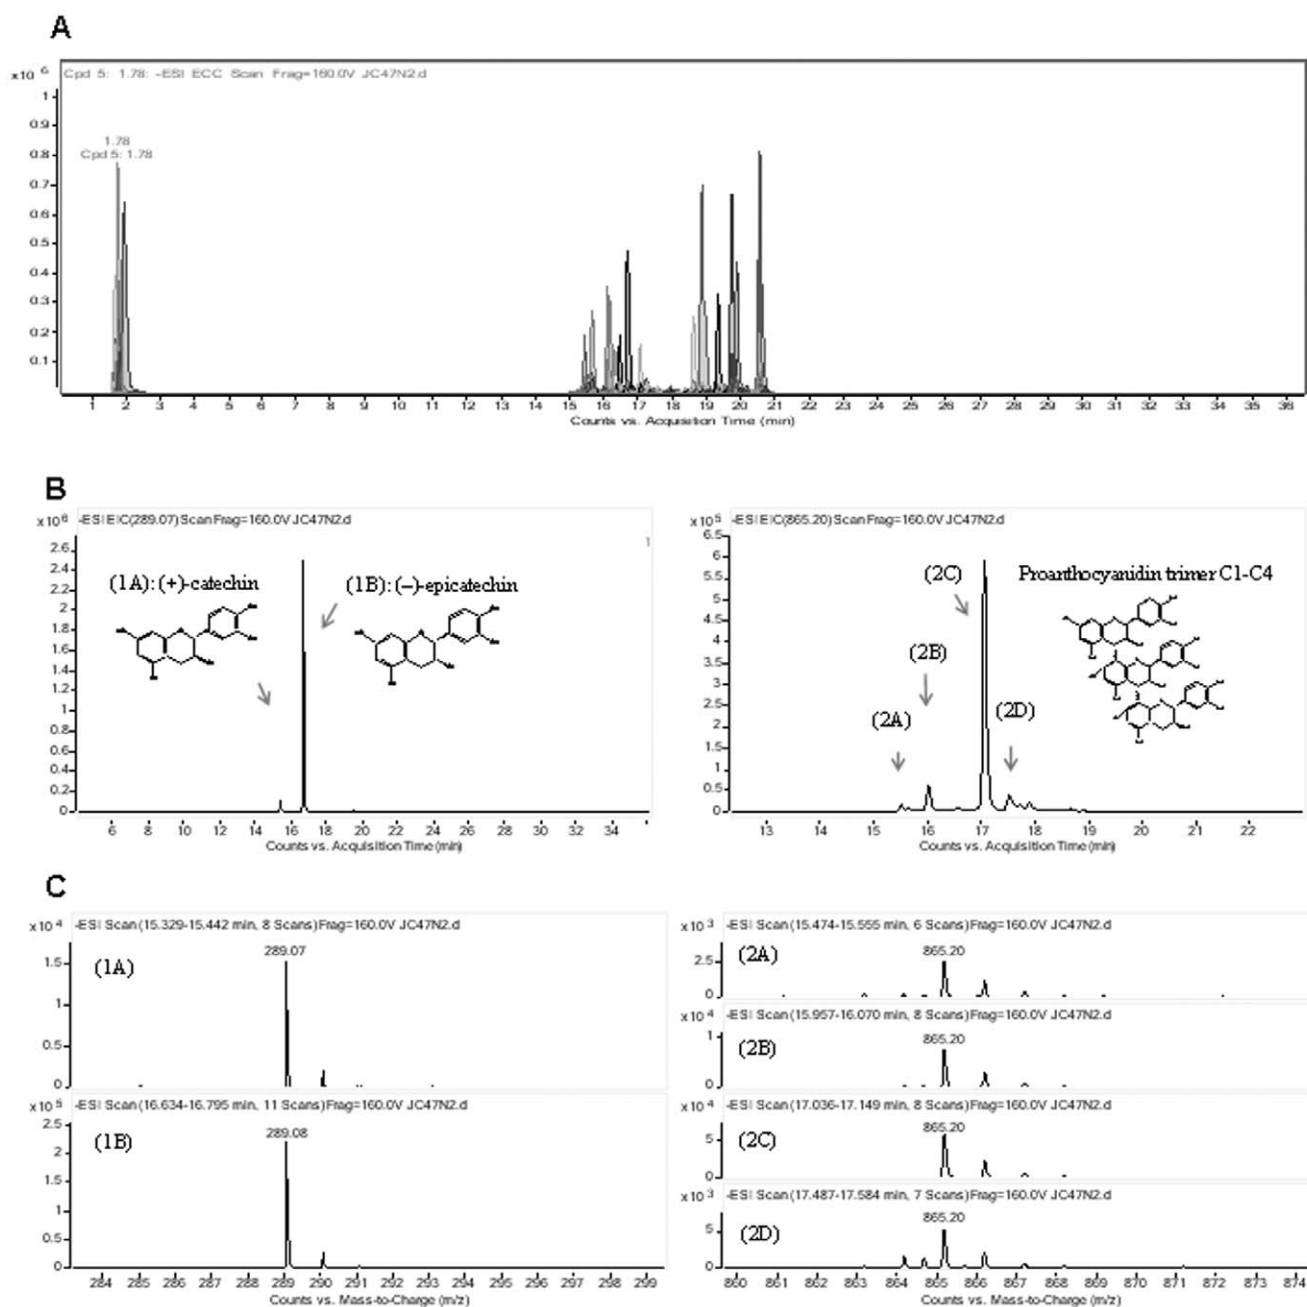 A
x10 6 Cpd 5: 1.78: -ESI ECC Scan Frag=160.0V JC47N2.d
1
0.9
1.78
0.8 Cpd 5: 1.78
0.7
0.6
0.5
0.4
0.3
0.2
0.1
1 2 3 4 5 6 7 8 9 10 11 12 13 14 15 16 17 18 19 20 21 22 23 24 25 26 27 28 29 30 31 32 33 34 35 36
Counts vs. Acquisition Time (min)
B
x10 6 -ESI EIC(289.07) Scan Frag=160.0V JC47N2.d
1
2.6
2.4
2.2
2
1.8
1.6
1.4
1.2
1
0.8
0.6
0.4
0.2
0
(1A): (+)-catechin
(1B): (–)-epicatechin
6 8 10 12 14 16 18 20 22 24 26 28 30 32 34
Counts vs. Acquisition Time (min)
x10 5 -ESI EIC(865.20) Scan Frag=160.0V JC47N2.d
6.5
6
5.5
5
4.5
4
3.5
3
2.5
2
1.5
1
0.5
0
(2C)
Proanthocyanidin trimer C1-C4
(2B)
(2A)
(2D)
13 14 15 16 17 18 19 20 21 22
Counts vs. Acquisition Time (min)
C
x10 4 -ESI Scan (15.329-15.442 min, 8 Scans) Frag=160.0V JC47N2.d
289.07
(1A)
1.5
1
0.5
0
x10 5 -ESI Scan (16.634-16.795 min, 11 Scans) Frag=160.0V JC47N2.d
2.5
289.08
(1B)
2
1.5
1
0.5
0
284 285 286 287 288 289 290 291 292 293 294 295 296 297 298 299
Counts vs. Mass-to-Charge (m/z)
x10 3 -ESI Scan (15.474-15.555 min, 6 Scans) Frag=160.0V JC47N2.d
865.20
(2A)
2.5
0
x10 4 -ESI Scan (15.957-16.070 min, 8 Scans) Frag=160.0V JC47N2.d
1
865.20
(2B)
0
x10 4 -ESI Scan (17.036-17.149 min, 8 Scans) Frag=160.0V JC47N2.d
865.20
5
(2C)
0
x10 3 -ESI Scan (17.487-17.584 min, 7 Scans) Frag=160.0V JC47N2.d
865.20
5
(2D)
0
860 861 862 863 864 865 866 867 868 869 870 871 872 873 874
Counts vs. Mass-to-Charge (m/z)